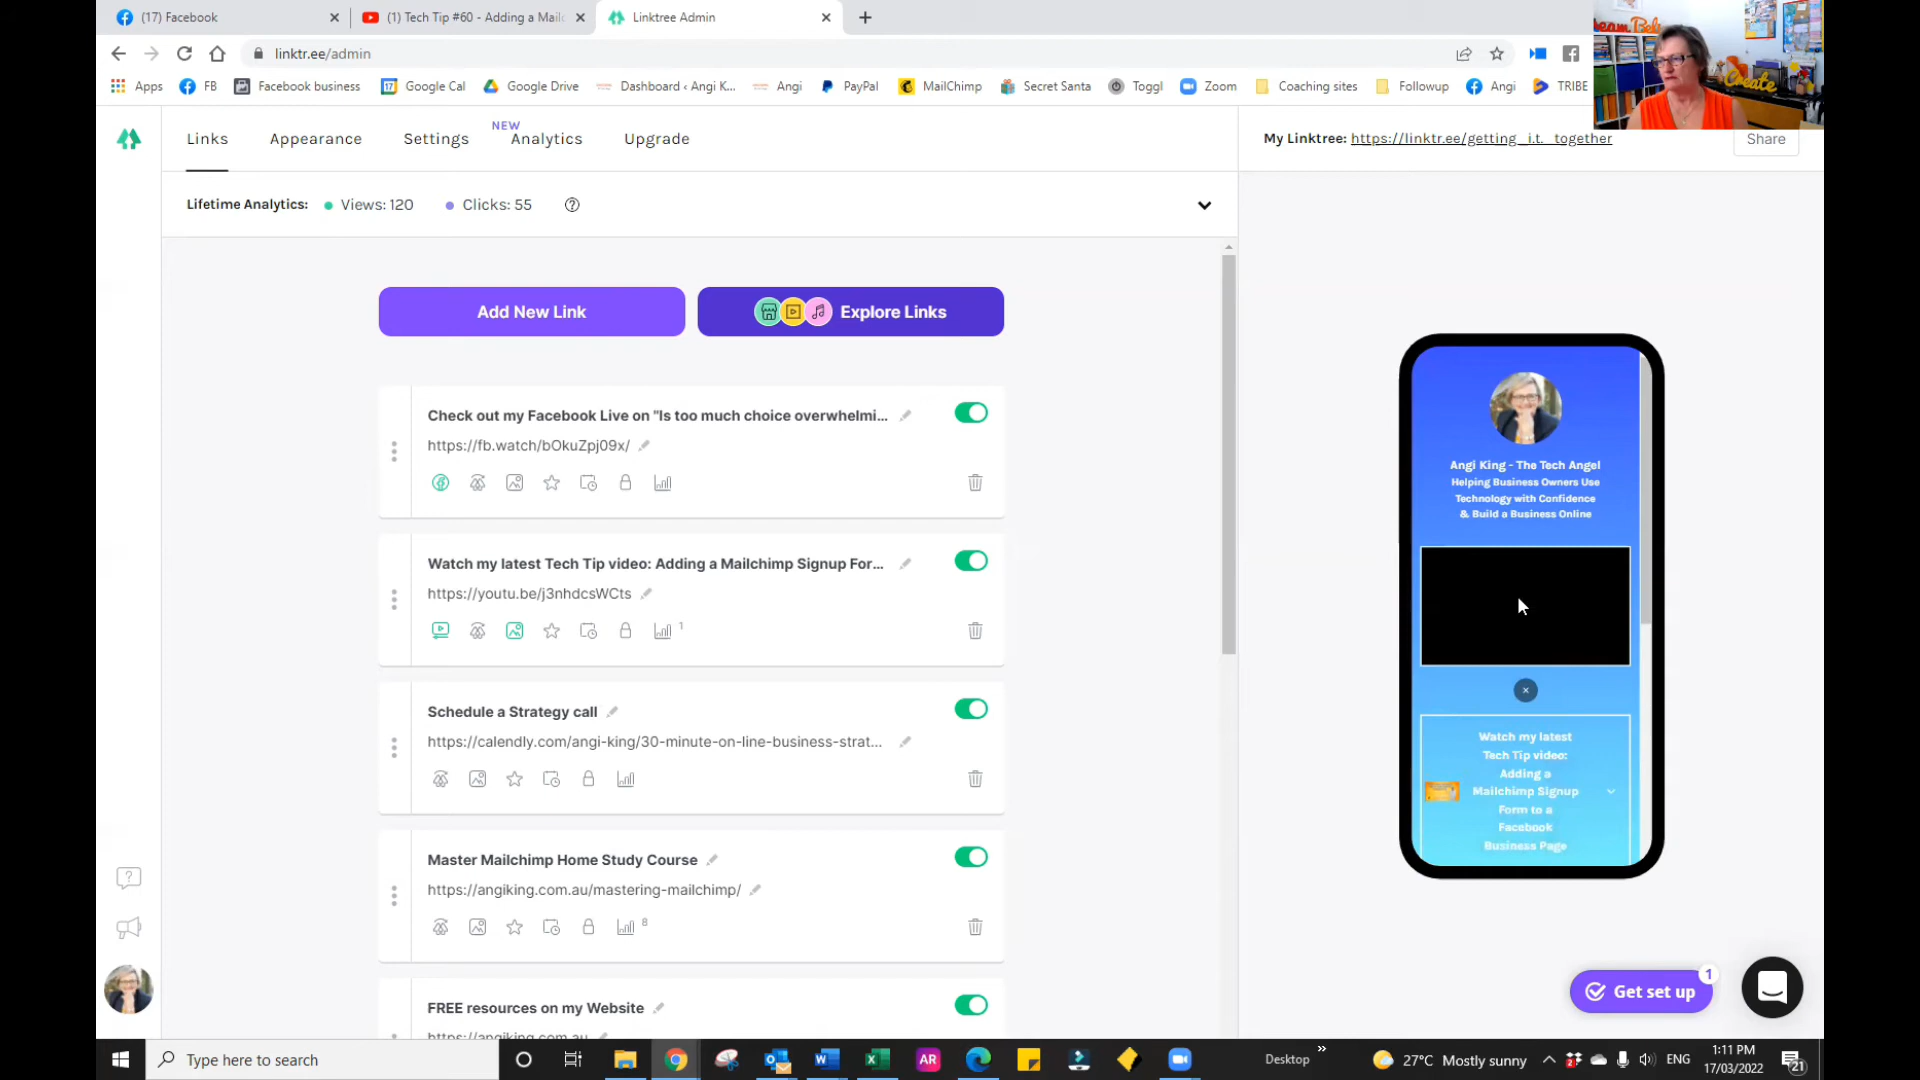 (17) Facebook
(1) Tech Tip #60 - Adding a Mail
Linktree Admin
linktr.ee/admin
Apps
FB
Facebook business
Google Cal
Google Drive
Dashboard ‹ Angi K...
Angi
PayPal
MailChimp
Secret Santa
Toggl
Zoom
Coaching sites
Followup
Angi
TRIBE
Create
Links
Appearance
Settings
NEW
Analytics
Upgrade
My Linktree: https://linktr.ee/getting_i.t._together
Share
Lifetime Analytics:
Views: 120
Clicks: 55
Add New Link
Explore Links
Check out my Facebook Live on "Is too much choice overwhelmi...
https://fb.watch/bOkuZpj09x/
Watch my latest Tech Tip video: Adding a Mailchimp Signup For...
https://youtu.be/j3nhdcsWCts
1
Schedule a Strategy call
https://calendly.com/angi-king/30-minute-on-line-business-strat...
Master Mailchimp Home Study Course
https://angiking.com.au/mastering-mailchimp/
8
FREE resources on my Website
https://angiking.com.au
Angi King - The Tech Angel
Helping Business Owners Use
Technology with Confidence
& Build a Business Online
Watch my latest
Tech Tip video:
Adding a
Mailchimp Signup
Form to a
Facebook
Business Page
Get set up
1
Type here to search
AR
Desktop
27°C Mostly sunny
ENG
1:11 PM
17/03/2022
21